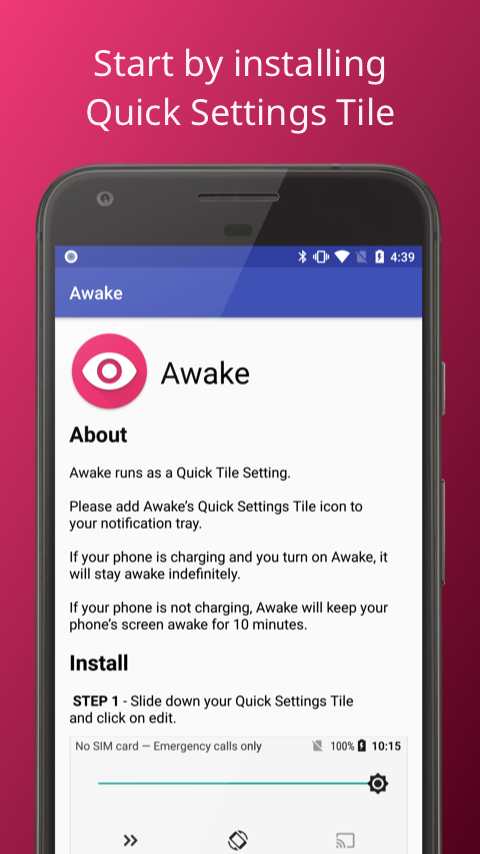 Start by installing
Quick Settings Tile
4:39
Awake
Awake
About
Awake runs as a Quick Tile Setting.
Please add Awake’s Quick Settings Tile icon to
your notification tray.
If your phone is charging and you turn on Awake, it
will stay awake indefinitely.
If your phone is not charging, Awake will keep your
phone’s screen awake for 10 minutes.
Install
STEP 1 - Slide down your Quick Settings Tile
and click on edit.
No SIM card — Emergency calls only 100% 10:15